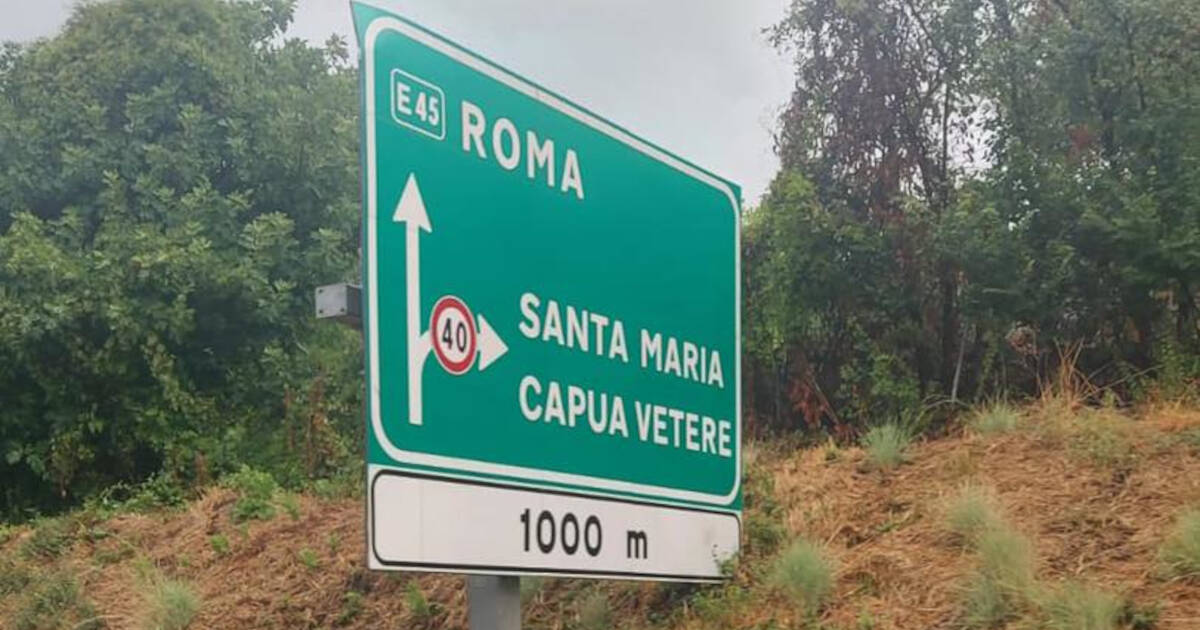 E45 ROMA
40
SANTA MARIA
CAPUA VETERE
1000 m